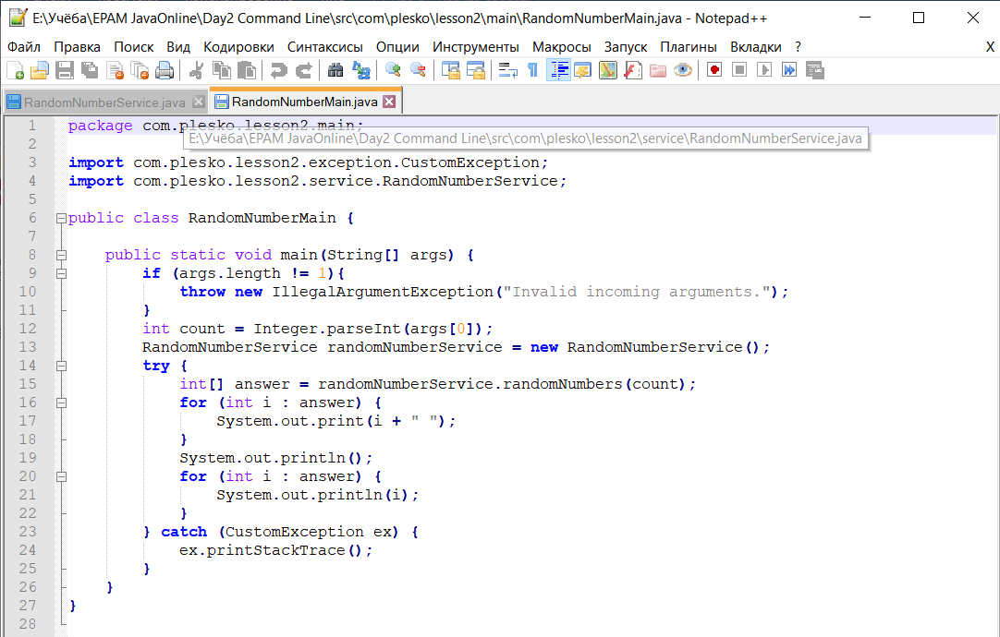 E:\Учёба\EPAM JavaOnline\Day2 Command Line\src\com\plesko\lesson2\main\RandomNumberMain.java - Notepad++
Файл Правка Поиск Вид Кодировки Синтаксисы Опции Инструменты Макросы Запуск Плагины Вкладки ? X
RandomNumberService.java RandomNumberMain.java
1 package com.plesko.lesson2.main;
E:\Учёба\EPAM JavaOnline\Day2 Command Line\src\com\plesko\lesson2\service\RandomNumberService.java
2
3 import com.plesko.lesson2.exception.CustomException;
4 import com.plesko.lesson2.service.RandomNumberService;
5
6 public class RandomNumberMain {
7
8     public static void main(String[] args) {
9         if (args.length != 1){
10             throw new IllegalArgumentException("Invalid incoming arguments.");
11         }
12         int count = Integer.parseInt(args[0]);
13         RandomNumberService randomNumberService = new RandomNumberService();
14         try {
15             int[] answer = randomNumberService.randomNumbers(count);
16             for (int i : answer) {
17                 System.out.print(i + " ");
18             }
19             System.out.println();
20             for (int i : answer) {
21                 System.out.println(i);
22             }
23         } catch (CustomException ex) {
24             ex.printStackTrace();
25         }
26     }
27 }
28